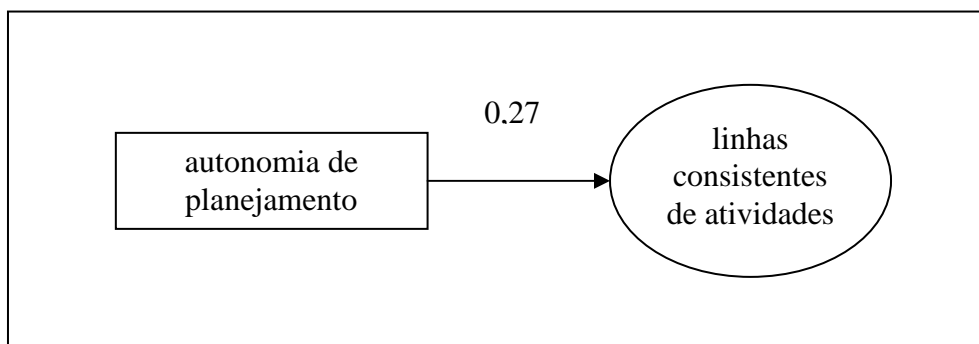 0,27
autonomia de
planejamento
linhas
consistentes
de atividades